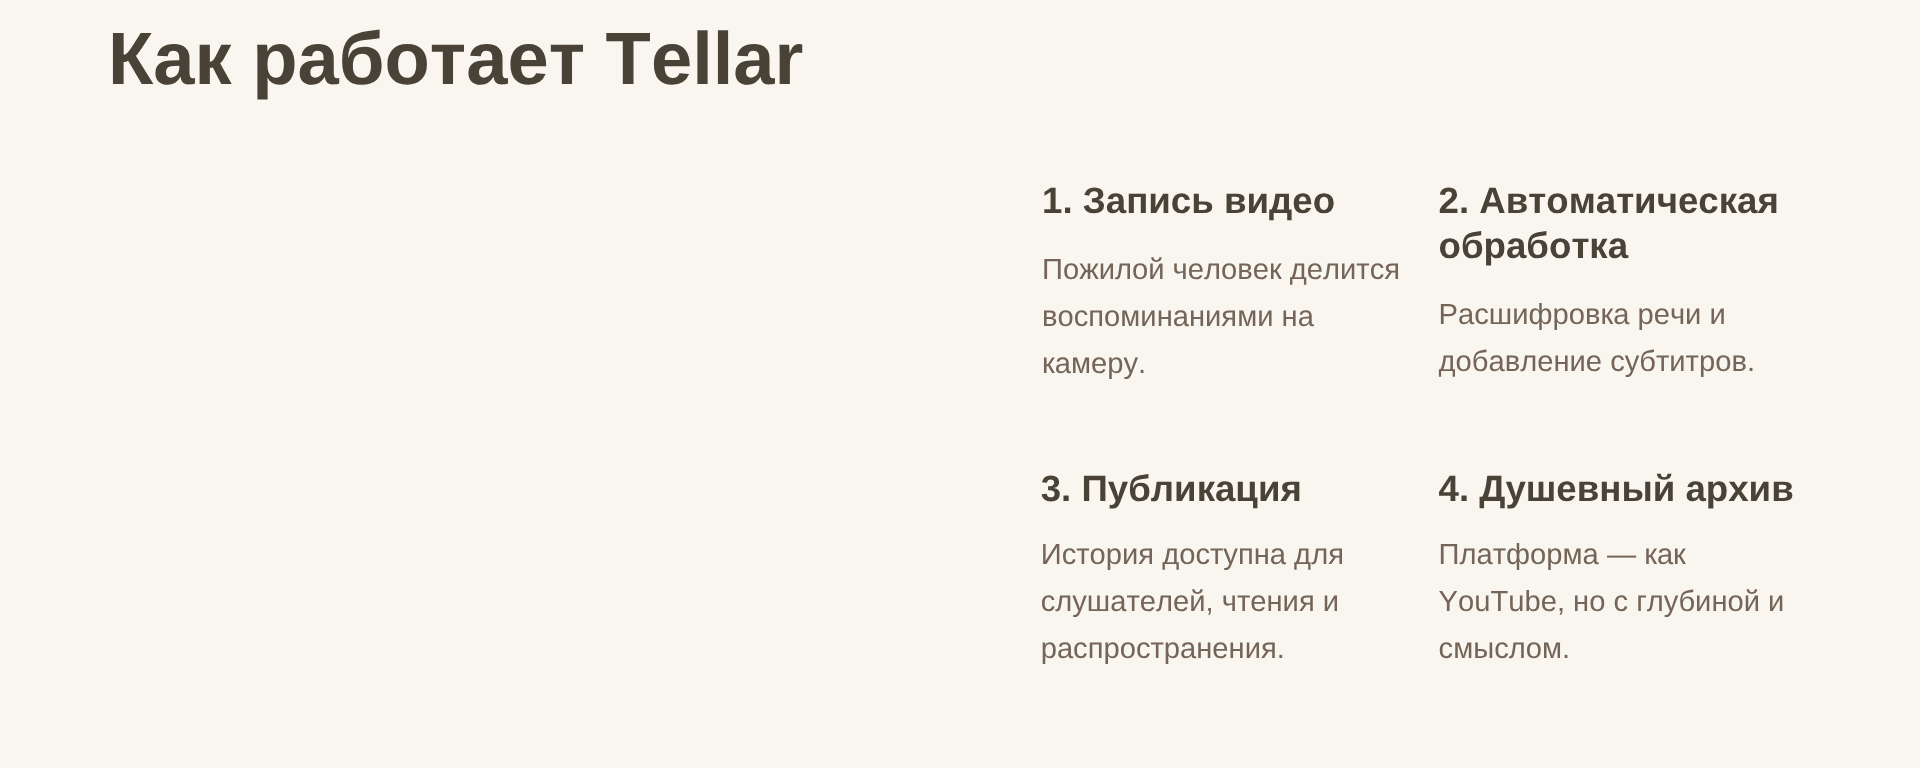 Как работает Tellar
1. Запись видео
Пожилой человек делится
воспоминаниями на
камеру.
2. Автоматическая
обработка
Расшифровка речи и
добавление субтитров.
3. Публикация
История доступна для
слушателей, чтения и
распространения.
4. Душевный архив
Платформа — как
YouTube, но с глубиной и
смыслом.